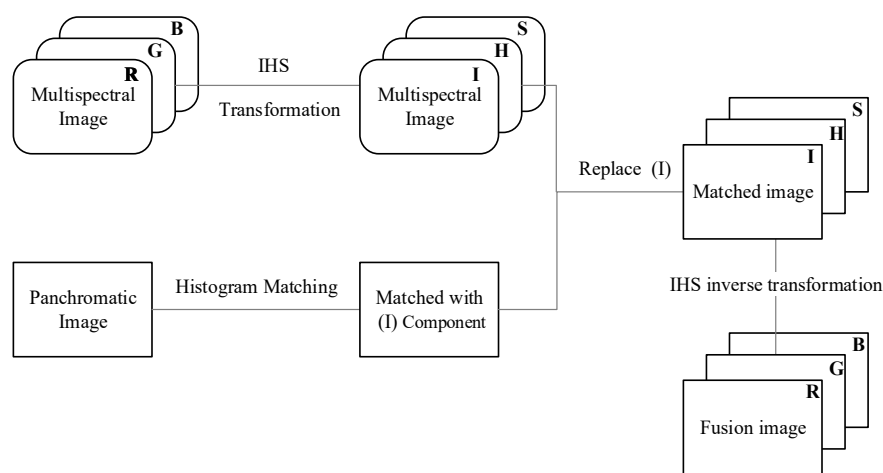 B
G
R
Multispectral
Image
IHS
Transformation
S
H
I
Multispectral
Image
Replace (I)
S
H
I
Matched image
Panchromatic
Image
Histogram Matching
Matched with
(I) Component
IHS inverse transformation
B
G
R
Fusion image